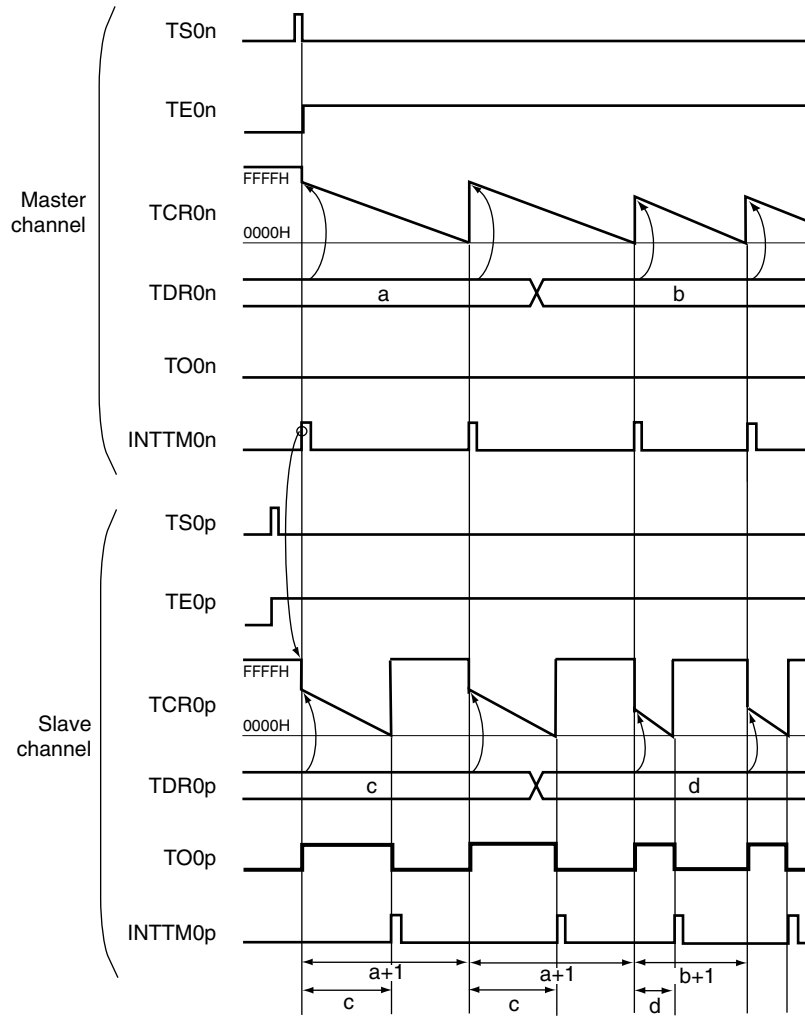 TS0n
TE0n
FFFFH
Master
channel
TCR0n
0000H
TDR0n
a
b
TO0n
INTTM0n
TS0p
TE0p
FFFFH
TCR0p
Slave
channel
0000H
TDR0p
c
d
TO0p
INTTM0p
a+1
a+1
b+1
c
c
d